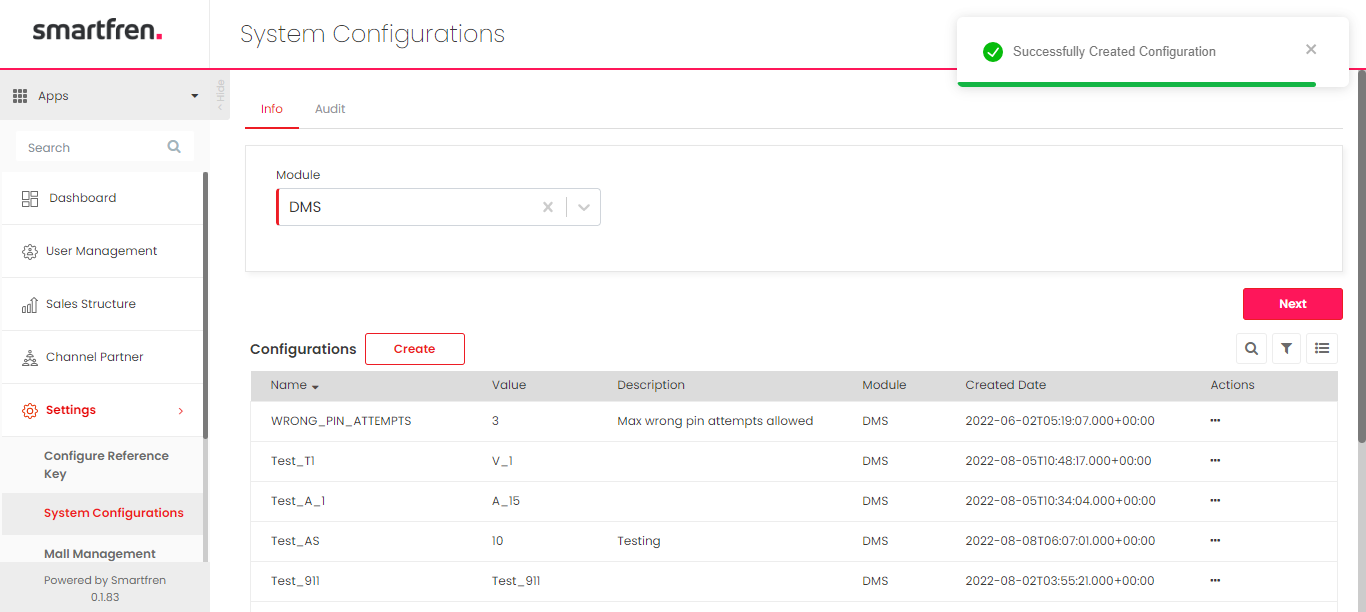 smartfren.
System Configurations
Successfully Created Configuration
Apps
Hide
Search
Dashboard
User Management
Sales Structure
Channel Partner
Settings
Configure Reference
Key
System Configurations
Mall Management
Powered by Smartfren
0.1.83
Info Audit
Module
DMS
Next
Configurations Create
Name Value Description Module Created Date Actions
WRONG_PIN_ATTEMPTS 3 Max wrong pin attempts allowed DMS 2022-06-02T05:19:07.000+00:00
Test_T1 V_1 DMS 2022-08-05T10:48:17.000+00:00
Test_A_1 A_15 DMS 2022-08-05T10:34:04.000+00:00
Test_AS 10 Testing DMS 2022-08-08T06:07:01.000+00:00
Test_911 Test_911 DMS 2022-08-02T03:55:21.000+00:00